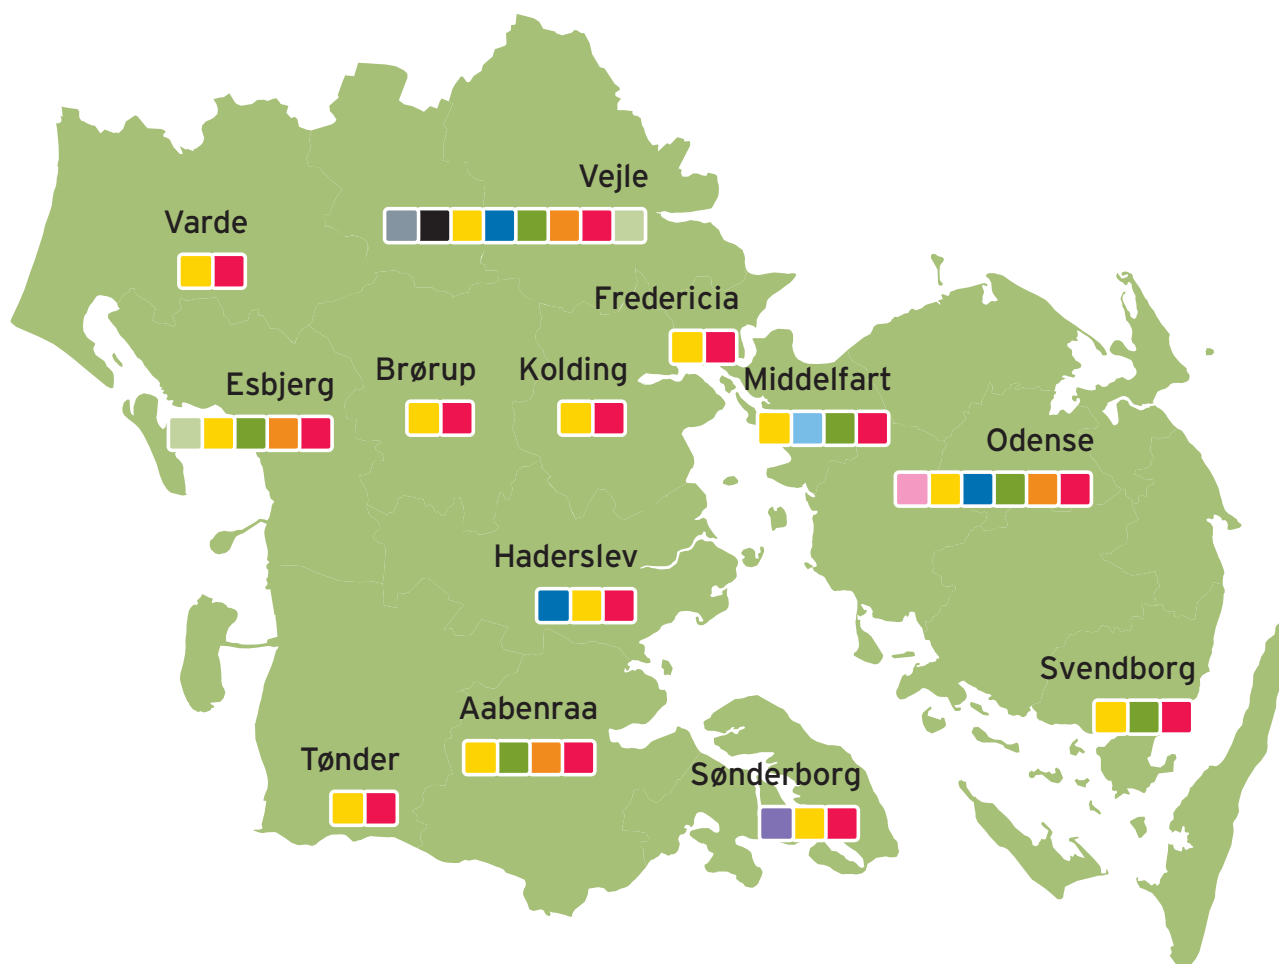 Vejle
Varde
Fredericia
Brørup
Kolding
Esbjerg
Middelfart
Odense
Haderslev
Svendborg
Aabenraa
Tønder
Sønderborg